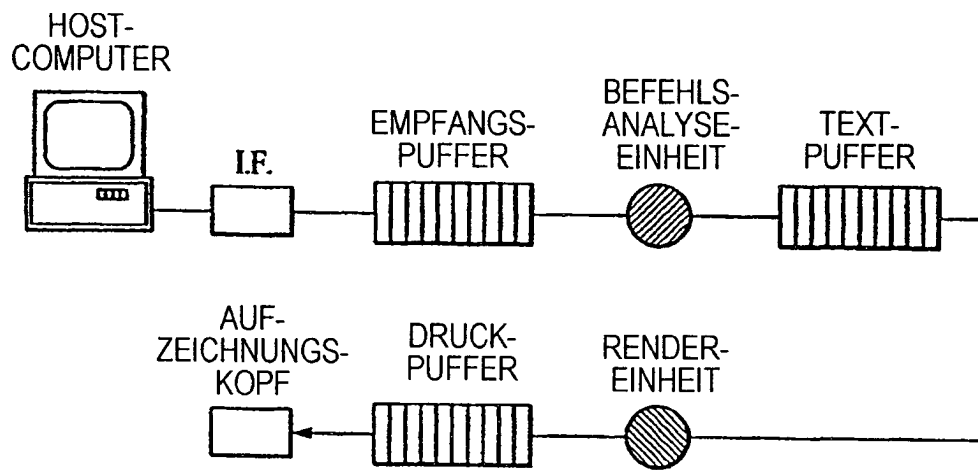 HOST-
COMPUTER
I.F.
EMPFANGS-
PUFFER
BEFEHLS-
ANALYSE-
EINHEIT
TEXT-
PUFFER
AUF-
ZEICHNUNGS-
KOPF
DRUCK-
PUFFER
RENDER-
EINHEIT